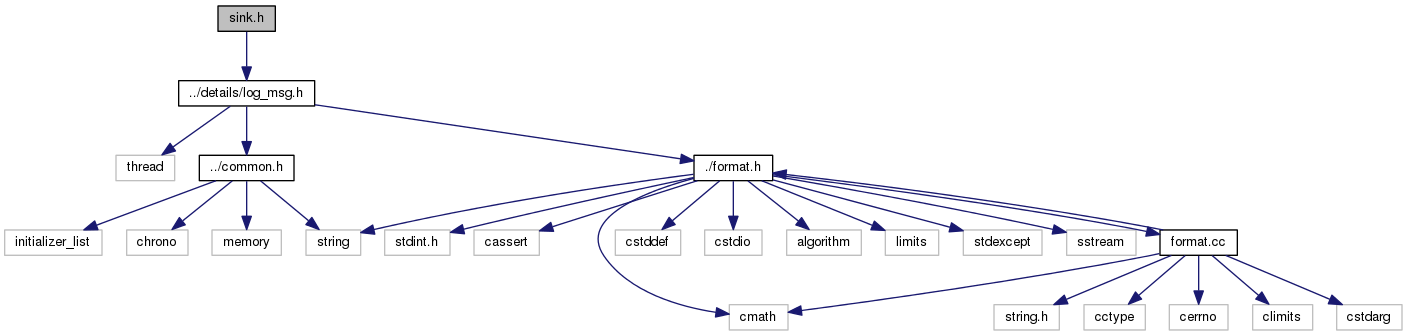 sink.h
../details/log_msg.h
thread
../common.h
./format.h
initializer_list
chrono
memory
string
stdint.h
cassert
cstddef
cstdio
algorithm
limits
stdexcept
sstream
format.cc
cmath
string.h
cctype
cerrno
climits
cstdarg